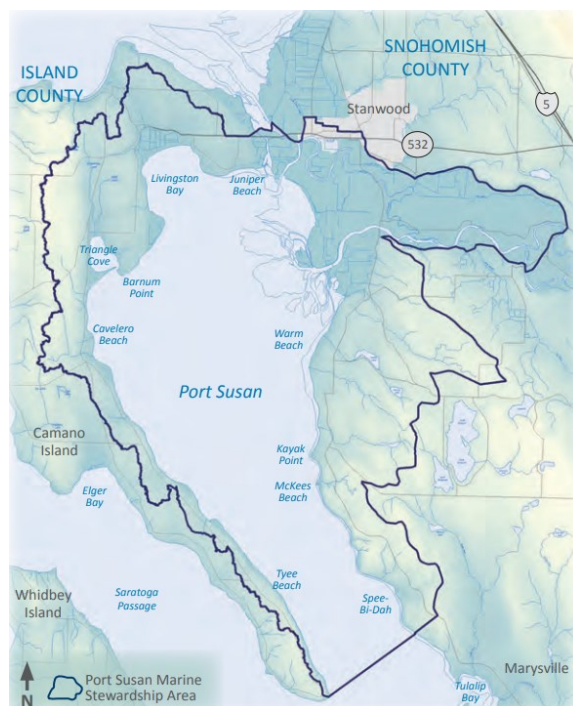 ISLAND
COUNTY
SNOHOMISH
COUNTY
5
Stanwood
532
Livingston
Bay
Juniper
Beach
Triangle
Cove
Barnum
Point
Cavelero
Beach
Warm
Beach
Port Susan
Camano
Island
Kayak
Point
McKees
Beach
Elger
Bay
Tyee
Beach
Whidbey
Island
Saratoga
Passage
Spee-
Bi-Dah
Marysville
Tulalip
Bay
N
Port Susan Marine
Stewardship Area